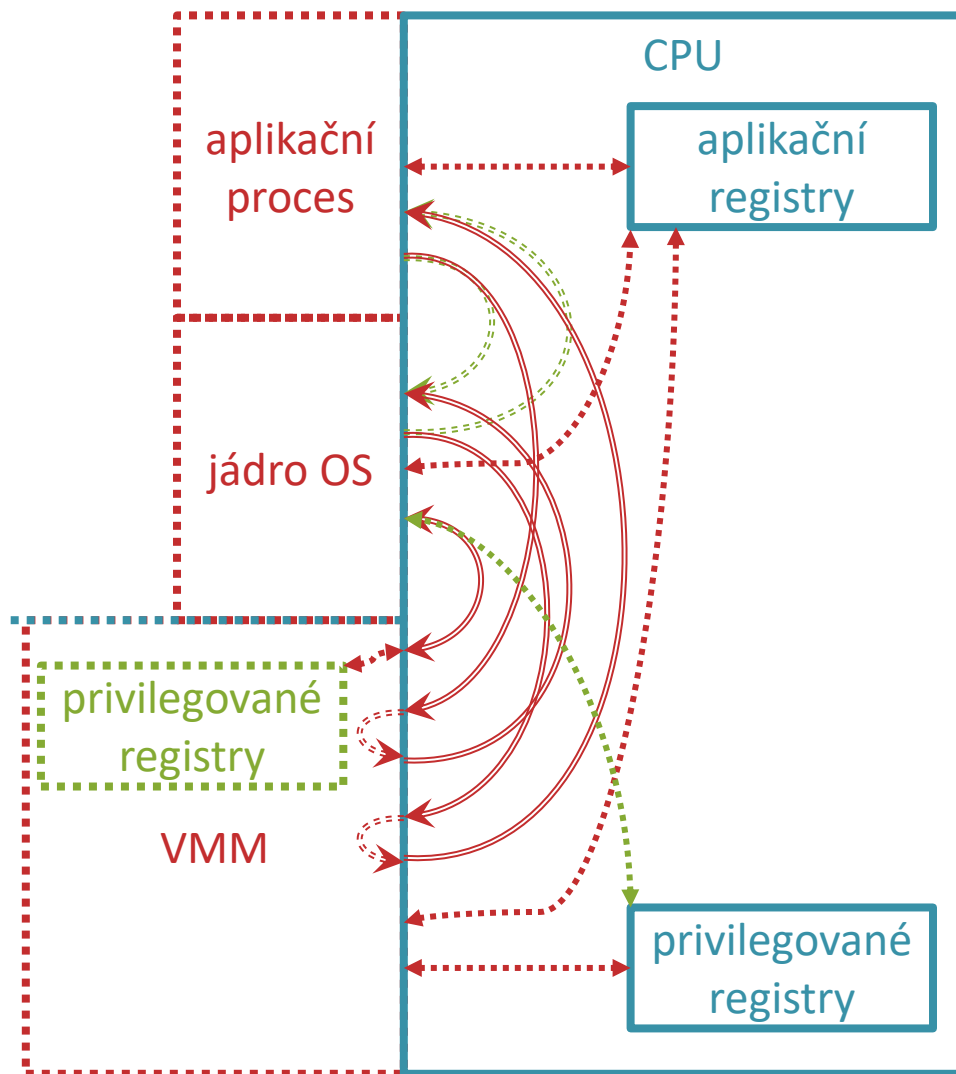 CPU
aplikační
proces
aplikační
registry
jádro OS
privilegované
registry
VMM
privilegované
registry